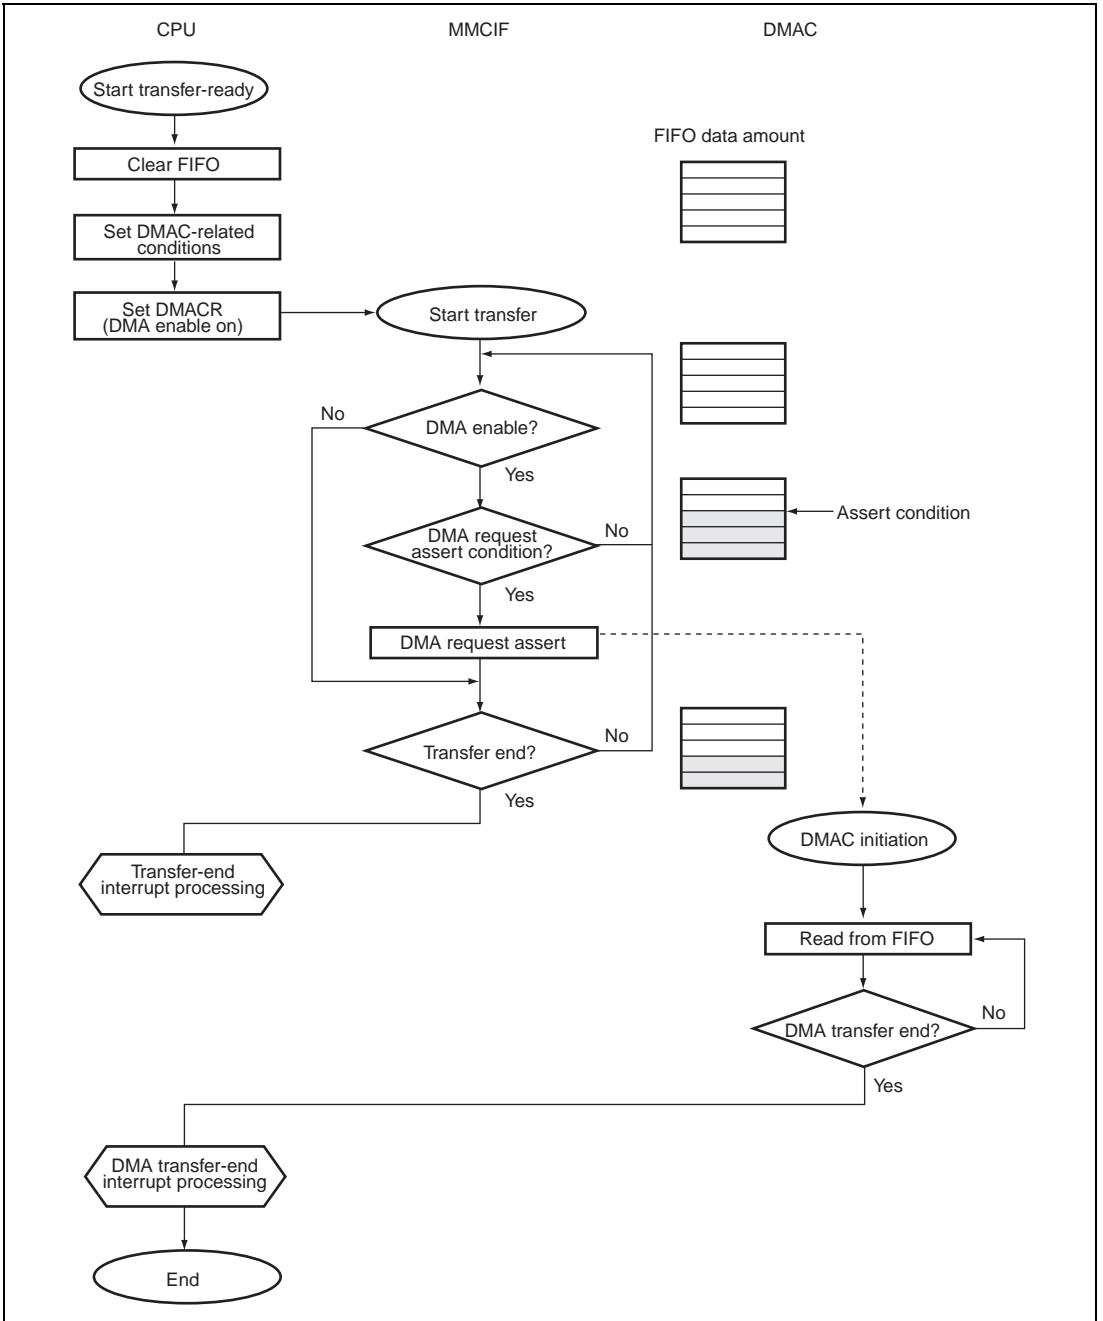 CPU
MMCIF
DMAC
Start transfer-ready
FIFO data amount
Clear FIFO
Set DMAC-related
conditions
Set DMACR
(DMA enable on)
Start transfer
No
DMA enable?
Yes
Assert condition
DMA request
assert condition?
No
Yes
DMA request assert
Transfer end?
No
Yes
DMAC initiation
Transfer-end
interrupt processing
Read from FIFO
No
DMA transfer end?
Yes
DMA transfer-end
interrupt processing
End